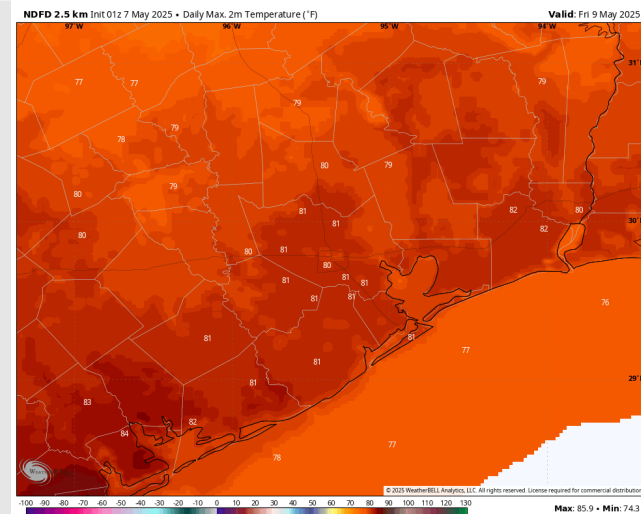 NDFD 2.5 km Init 01z 7 May 2025 • Daily Max. 2m Temperature (°F)
Valid: Fri 9 May 2025
97°W 96°W 95°W 94°W
31°
77 77 79
79
78 79
80 79
79
80
81 82 80
30°
81 82
80
80 81
80
81 81 81
81 81
76
81 81
77
29°
81
81
83
82
84
77
78
© 2025 WeatherBELL Analytics, LLC. All rights reserved. License required for commercial distribution
-100 -90 -80 -70 -60 -50 -40 -30 -20 -10 0 10 20 30 40 50 60 70 80 90 100 110 120 130
Max: 85.9 • Min: 74.3